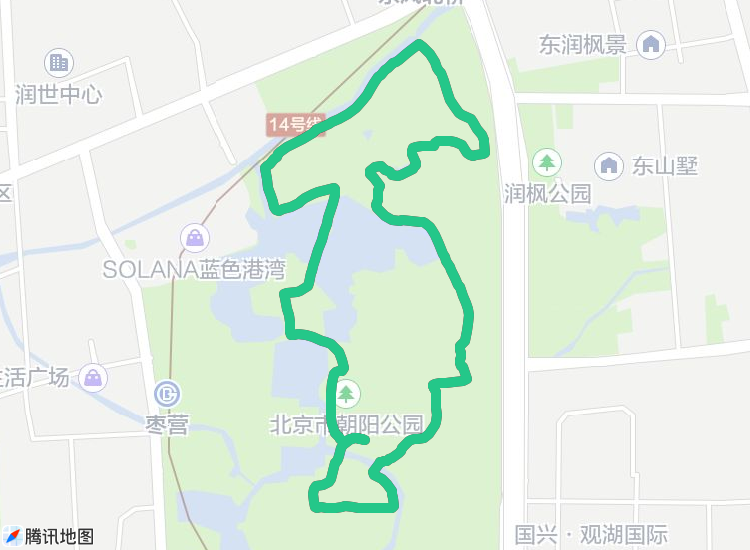 东润枫景
润世中心
14号线
东山墅
润枫公园
区
SOLANA蓝色港湾
生活广场
枣营
北京市朝阳公园
国兴·观湖国际
腾讯地图